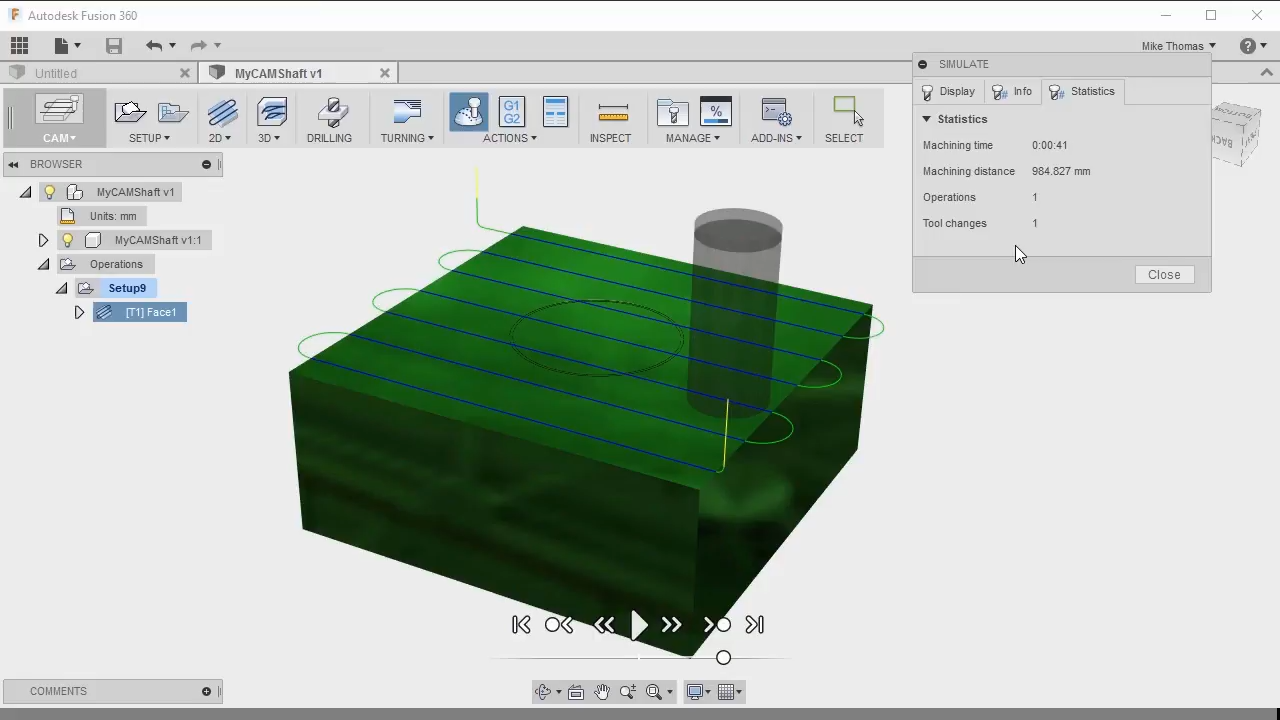 Autodesk Fusion 360
Mike Thomas
Untitled
MyCAMShaft v1
SIMULATE
Display Info Statistics
G1
G2
%
CAM SETUP 2D 3D DRILLING TURNING ACTIONS INSPECT MANAGE ADD-INS SELECT
Statistics
Machining time 0:00:41
Machining distance 984.827 mm
Operations 1
Tool changes 1
Close
BACK
BROWSER
MyCAMShaft v1
Units: mm
MyCAMShaft v1:1
Operations
Setup9
[T1] Face1
COMMENTS